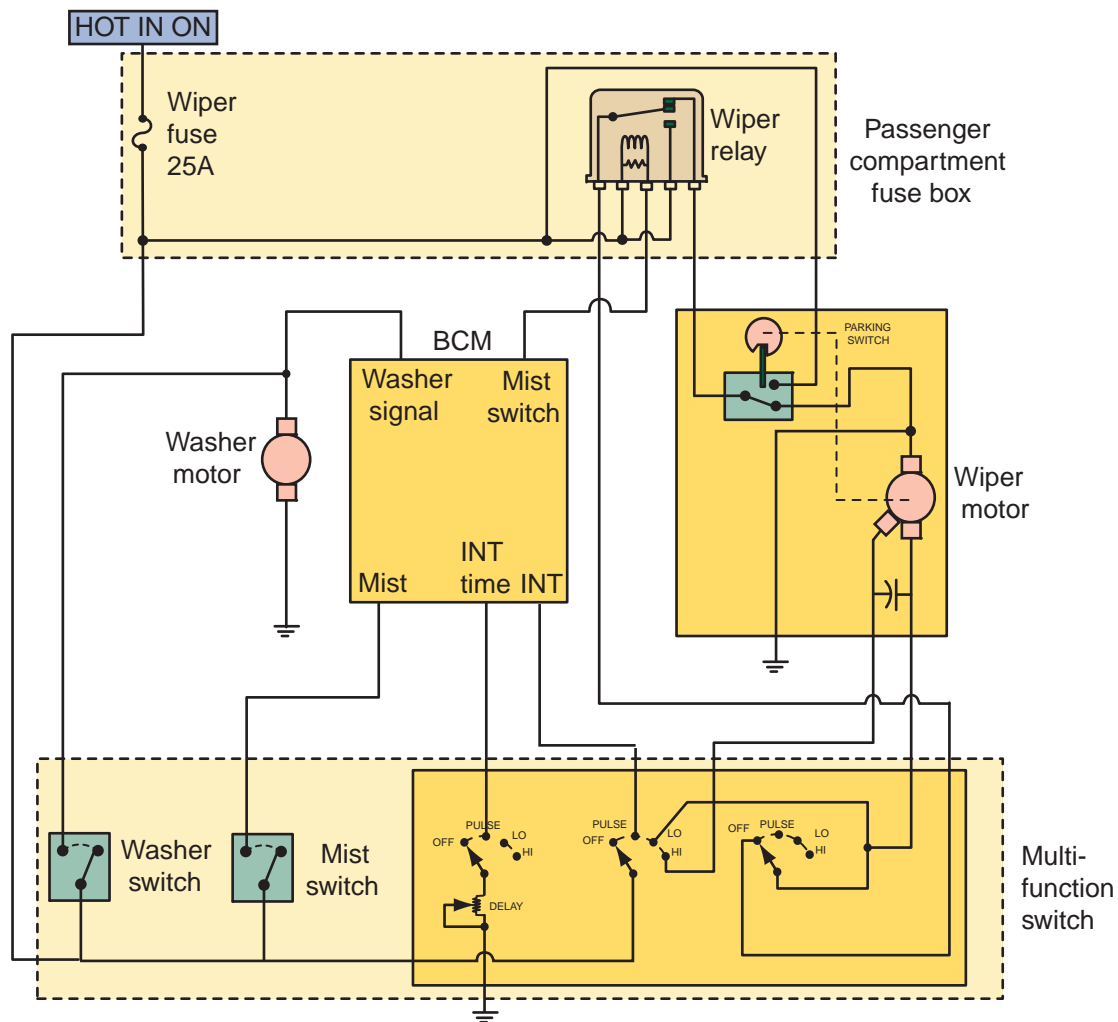 HOT IN ON
Wiper
fuse
25A
Wiper
relay
Passenger
compartment
fuse box
BCM
Washer
signal
Mist
switch
PARKING
SWITCH
Washer
motor
Wiper
motor
Mist
INT
time
INT
Washer
switch
Mist
switch
PULSE
OFF
LO
HI
DELAY
PULSE
OFF
LO
HI
PULSE
OFF
LO
HI
Multi-
function
switch